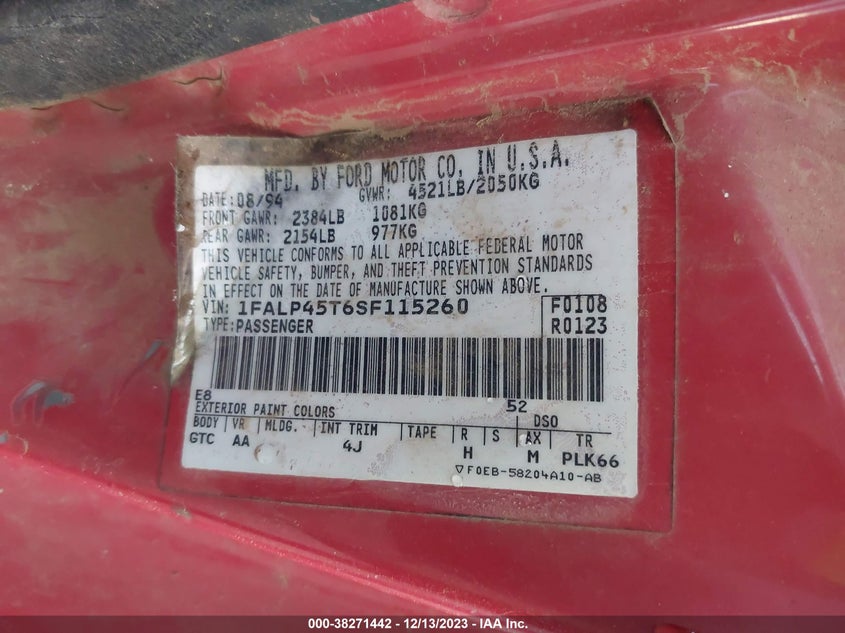 MFD. BY FORD MOTOR CO. IN U.S.A.
DATE: 08/94 GVWR: 4521LB/2050KG
FRONT GAWR: 2384LB 1081KG
REAR GAWR: 2154LB 977KG
THIS VEHICLE CONFORMS TO ALL APPLICABLE FEDERAL MOTOR
VEHICLE SAFETY, BUMPER, AND THEFT PREVENTION STANDARDS
IN EFFECT ON THE DATE OF MANUFACTURE SHOWN ABOVE.
VIN: 1FALP45T6SF115260 F0108
TYPE: PASSENGER R0123
E8 52
EXTERIOR PAINT COLORS DSO
BODY VR MLDG. INT TRIM TAPE R S AX TR
GTC AA 4J H M PLK66
▽F0EB-58204A10-AB
000-38271442 - 12/13/2023 - IAA Inc.